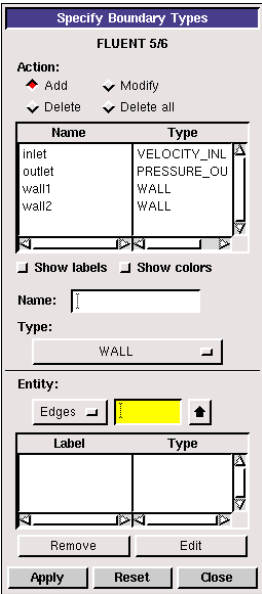 Specify Boundary Types
FLUENT 5/6
Action:
Add Modify
Delete Delete all
Name Type
inlet VELOCITY_INL
outlet PRESSURE_OU
wall1 WALL
wall2 WALL
Show labels Show colors
Name:
Type:
WALL
Entity:
Edges
Label Type
Remove Edit
Apply Reset Close